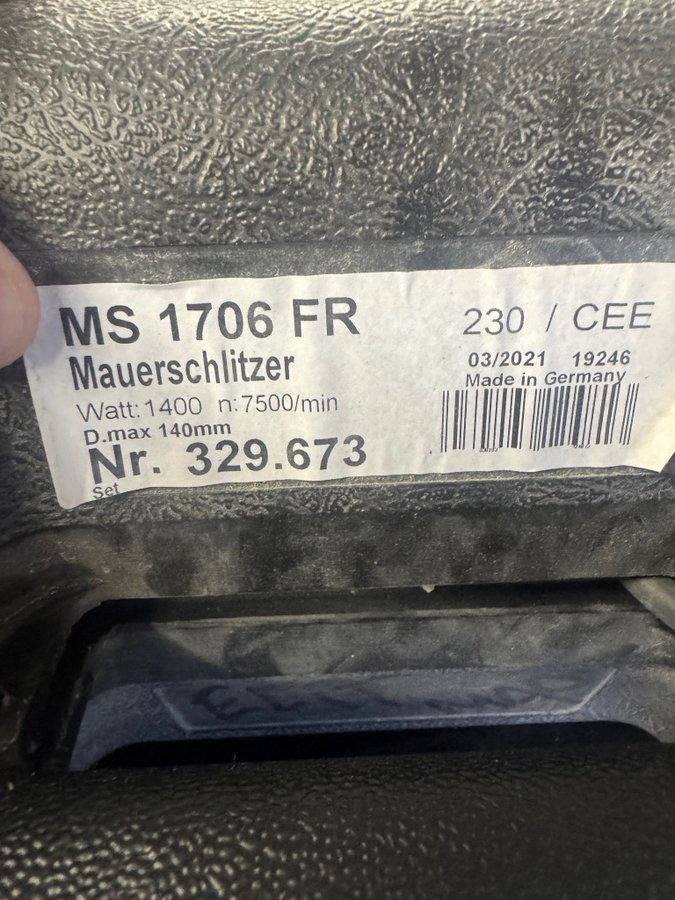 MS 1706 FR
Mauerschlitzer
Watt: 1400 n: 7500/min
D.max 140mm
Nr. 329.673
Set
230 / CEE
03/2021 19246
Made in Germany